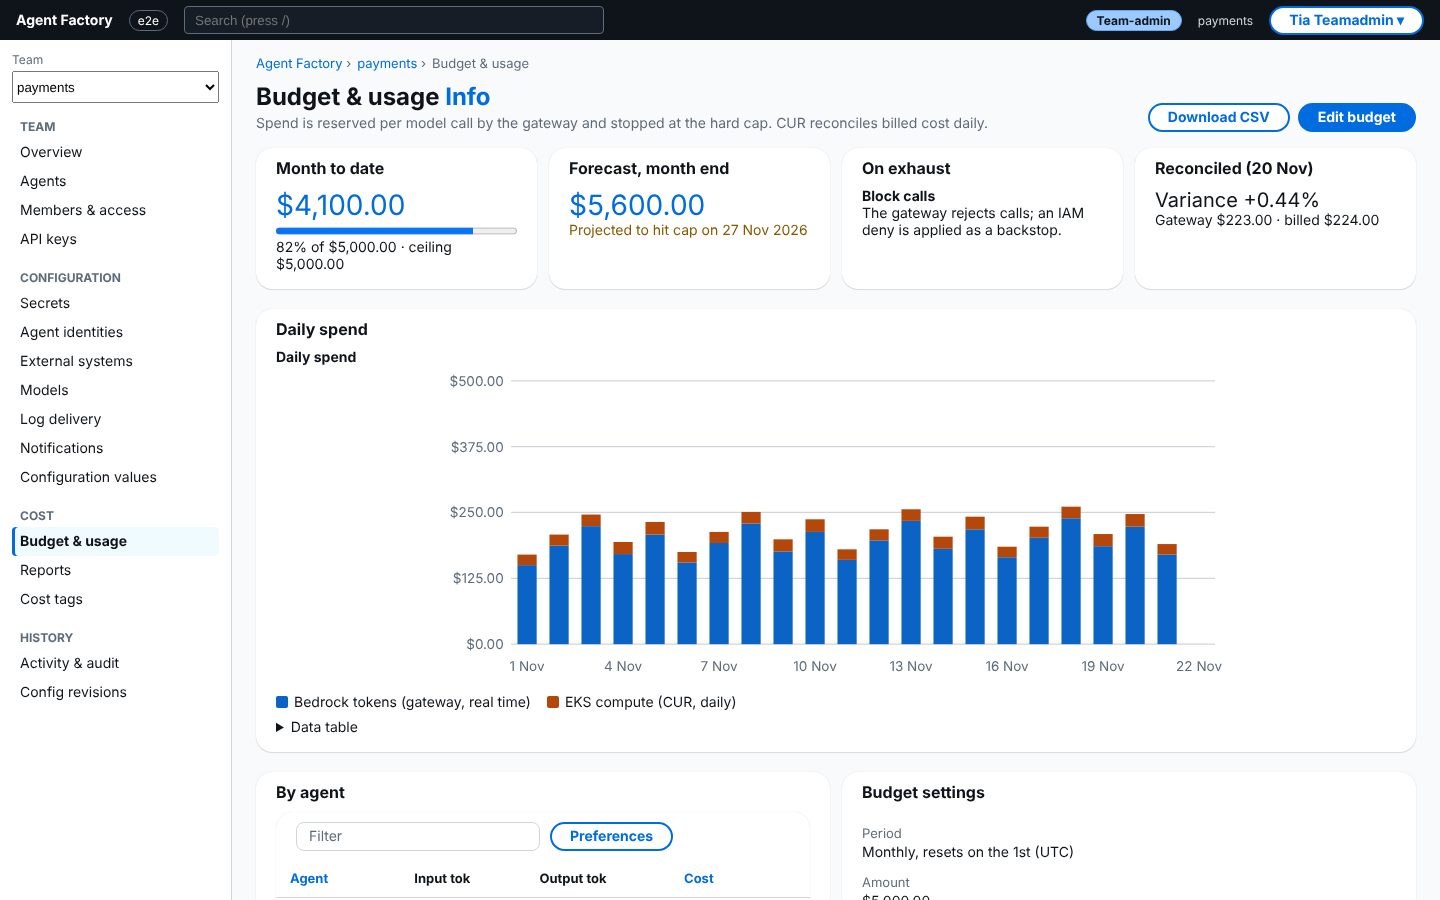 Agent Factory
e2e
Search (press /)
Team-admin
payments
Tia Teamadmin ▾
Team
payments
TEAM
Overview
Agents
Members & access
API keys
CONFIGURATION
Secrets
Agent identities
External systems
Models
Log delivery
Notifications
Configuration values
COST
Budget & usage
Reports
Cost tags
HISTORY
Activity & audit
Config revisions
Agent Factory › payments › Budget & usage
Budget & usage Info
Spend is reserved per model call by the gateway and stopped at the hard cap. CUR reconciles billed cost daily.
Download CSV
Edit budget
Month to date
$4,100.00
82% of $5,000.00 · ceiling
$5,000.00
Forecast, month end
$5,600.00
Projected to hit cap on 27 Nov 2026
On exhaust
Block calls
The gateway rejects calls; an IAM
deny is applied as a backstop.
Reconciled (20 Nov)
Variance +0.44%
Gateway $223.00 · billed $224.00
Daily spend
Daily spend
$500.00
$375.00
$250.00
$125.00
$0.00
1 Nov 4 Nov 7 Nov 10 Nov 13 Nov 16 Nov 19 Nov 22 Nov
Bedrock tokens (gateway, real time) EKS compute (CUR, daily)
Data table
By agent
Filter
Preferences
Agent Input tok Output tok Cost
Budget settings
Period
Monthly, resets on the 1st (UTC)
Amount
$5,000.00